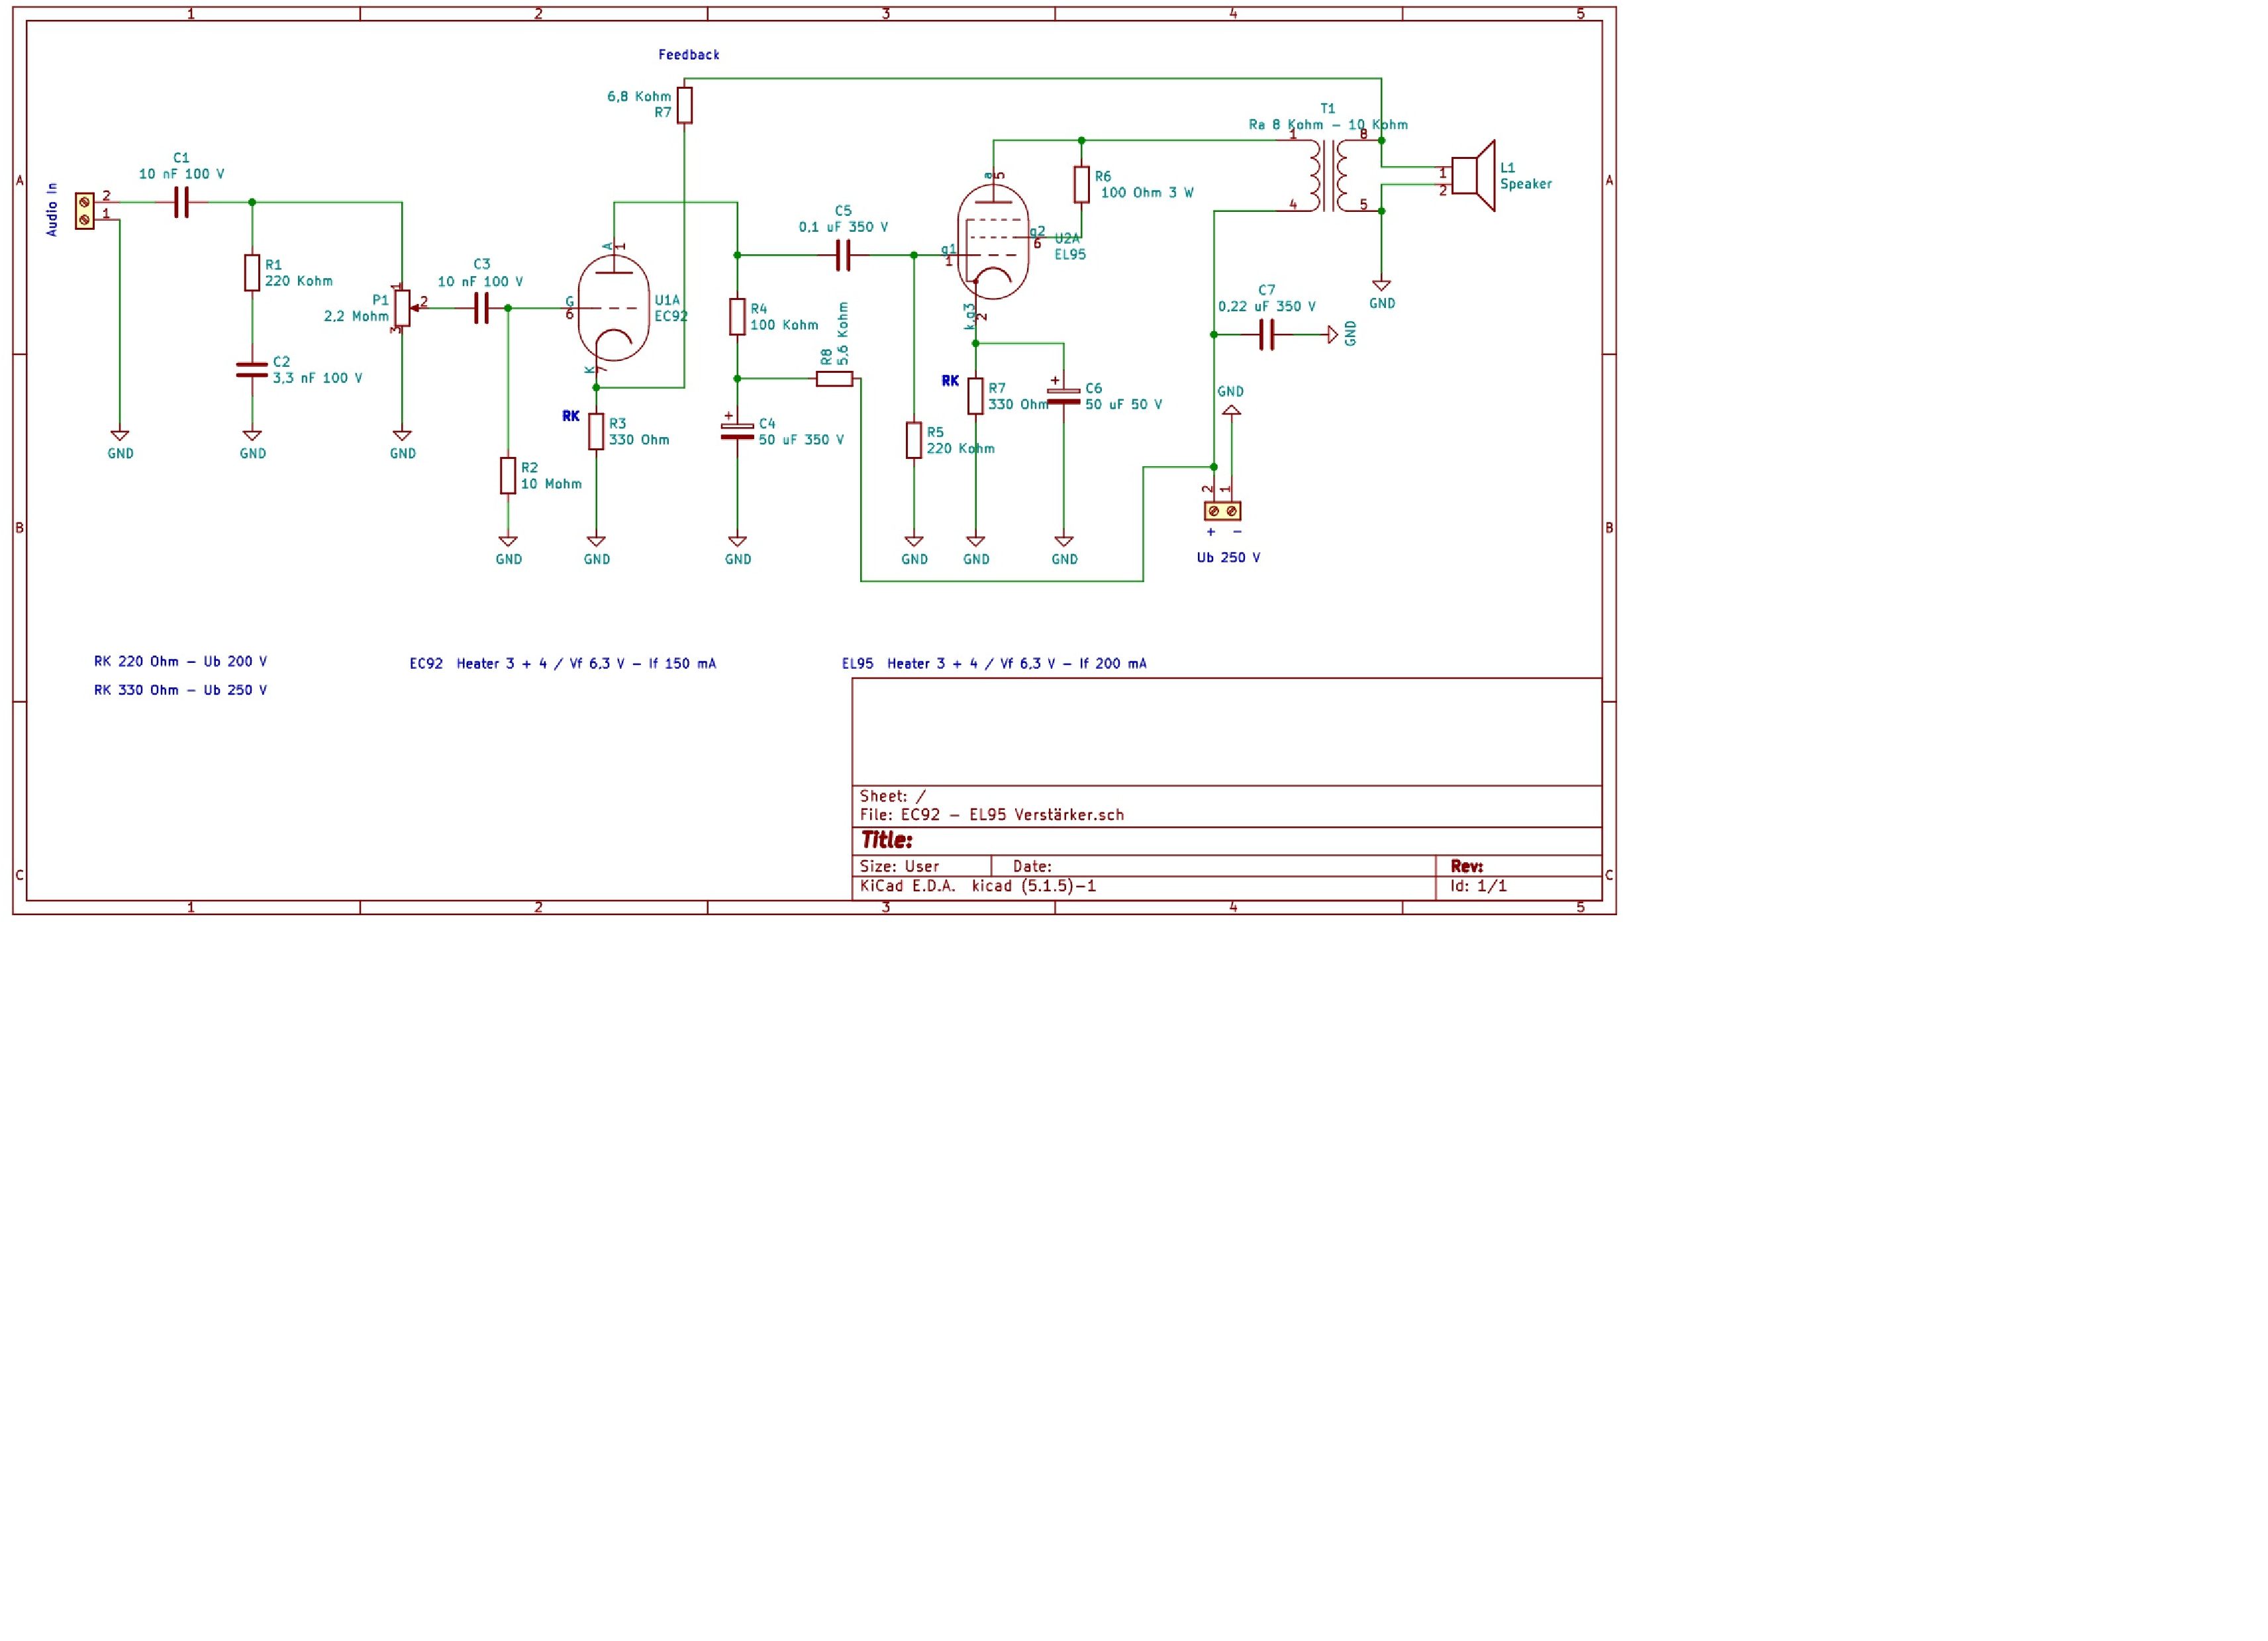 1 2 3 4 5
Feedback
6,8 Kohm
R7
T1
Ra 8 Kohm – 10 Kohm
1 8
4 5
C1
10 nF 100 V
A
A
Audio In
2
1
R1
220 Kohm
C2
3,3 nF 100 V
P1
2,2 Mohm
1
2
3
C3
10 nF 100 V
A
1
G
6
K
7
U1A
EC92
RK
R3
330 Ohm
R2
10 Mohm
R4
100 Kohm
R8
5,6 Kohm
+
C4
50 uF 350 V
C5
0,1 uF 350 V
a
5
g1
1
g2
6
k,g3
2
U2A
EL95
R6
100 Ohm 3 W
R5
220 Kohm
RK
R7
330 Ohm
+
C6
50 uF 50 V
1
2
L1
Speaker
GND
C7
0,22 uF 350 V
GND
GND
2 1
+ –
Ub 250 V
B
B
GND GND GND
GND GND GND GND GND GND
RK 220 Ohm – Ub 200 V
RK 330 Ohm – Ub 250 V
EC92 Heater 3 + 4 / Vf 6,3 V – If 150 mA
EL95 Heater 3 + 4 / Vf 6,3 V – If 200 mA
Sheet: /
File: EC92 – EL95 Verstärker.sch
Title:
Size: User Date: Rev:
KiCad E.D.A. kicad (5.1.5)–1 Id: 1/1
C
C
1 2 3 4 5